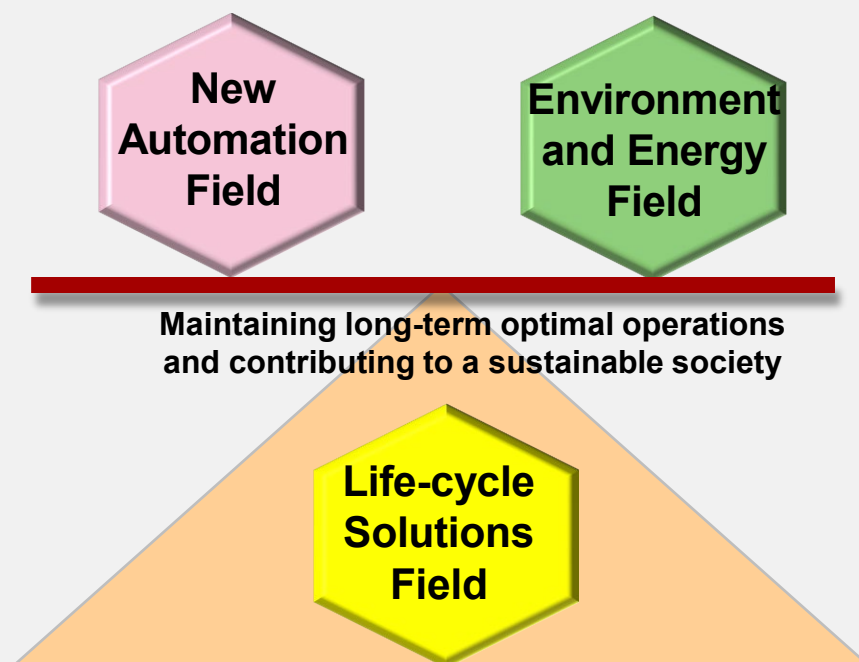 New
Automation
Field
Environment
and Energy
Field
Maintaining long-term optimal operations
and contributing to a sustainable society
Life-cycle
Solutions
Field